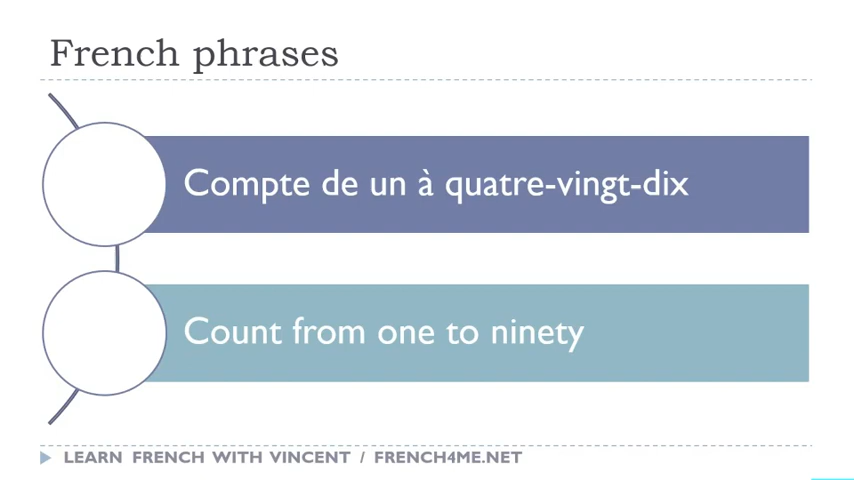 French phrases
Compte de un à quatre-vingt-dix
Count from one to ninety
LEARN FRENCH WITH VINCENT / FRENCH4ME.NET